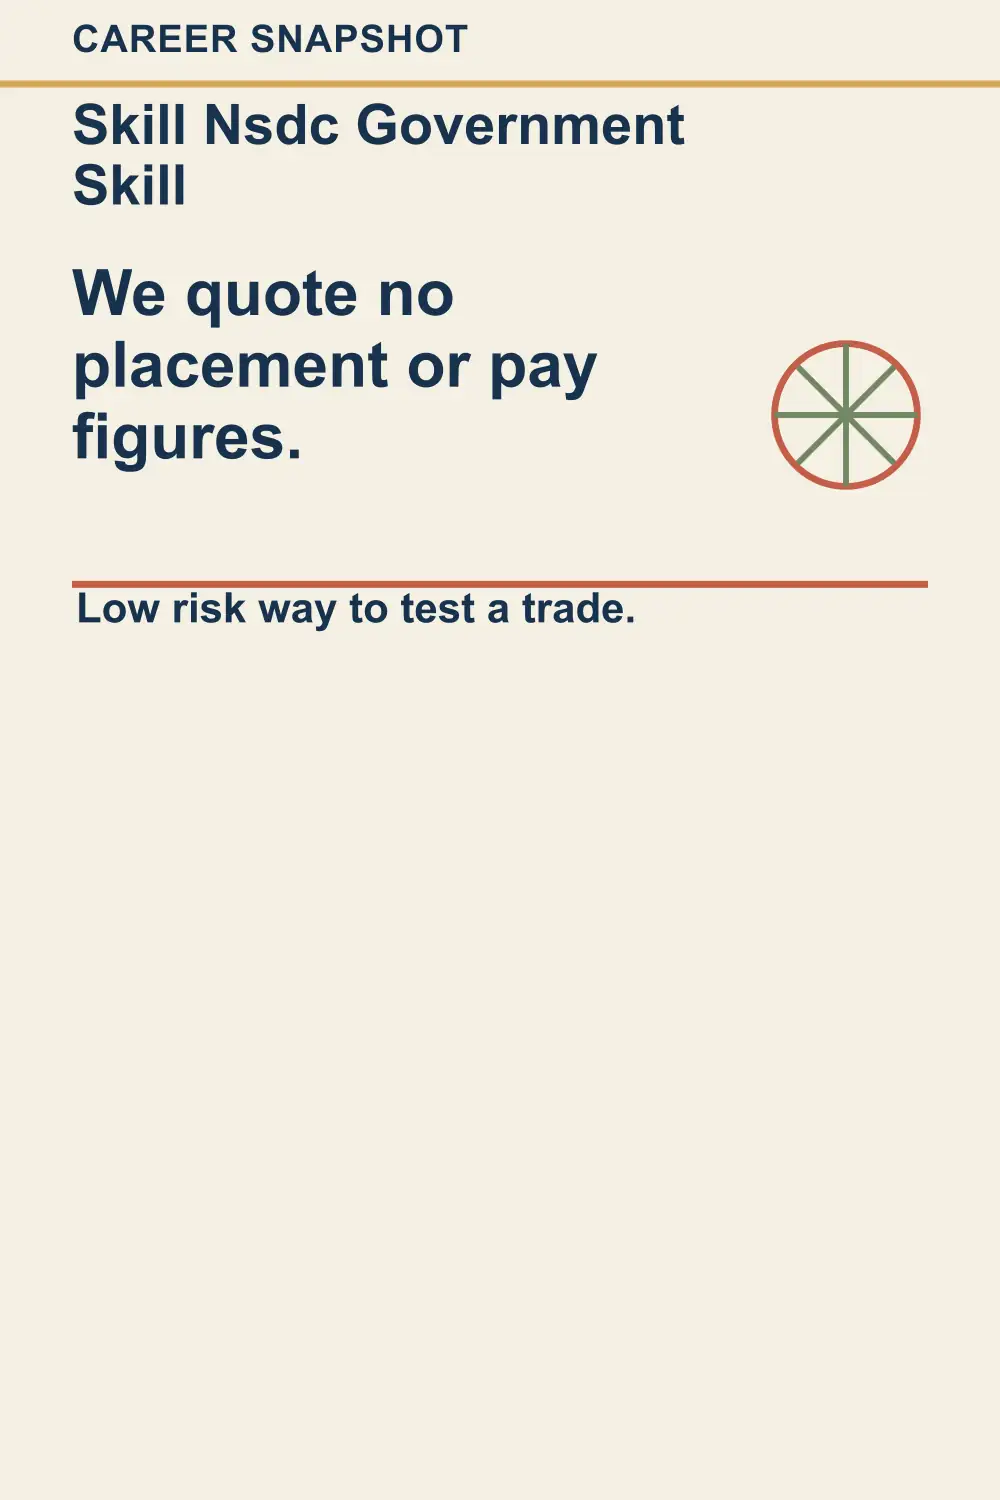 CAREER SNAPSHOT
Skill Nsdc Government
Skill
We quote no
placement or pay
figures.
Low risk way to test a trade.